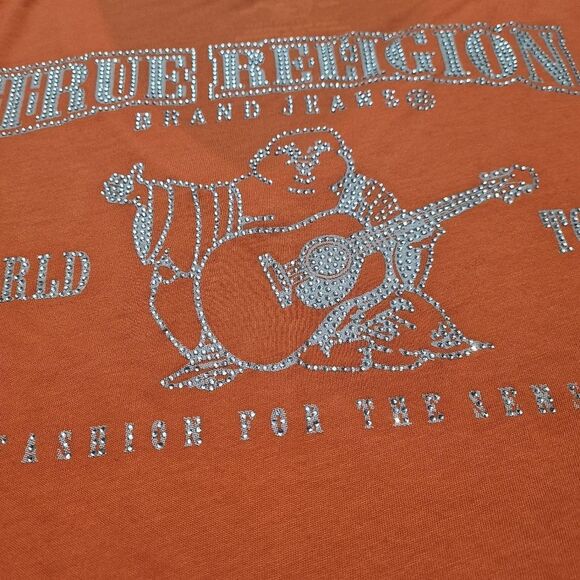 TRUE RELIGION
BRAND JEANS®
FASHION FOR THE